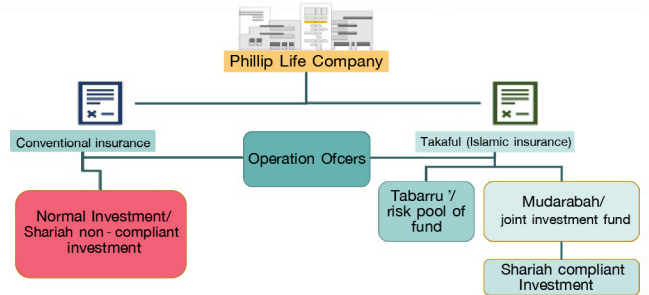 Phillip Life Company
Conventional insurance
Takaful (Islamic insurance)
Operation Ofcers
Normal Investment/
Shariah non - compliant
investment
Tabarru ’/
risk pool of
fund
Mudarabah/
joint investment fund
Shariah compliant
Investment